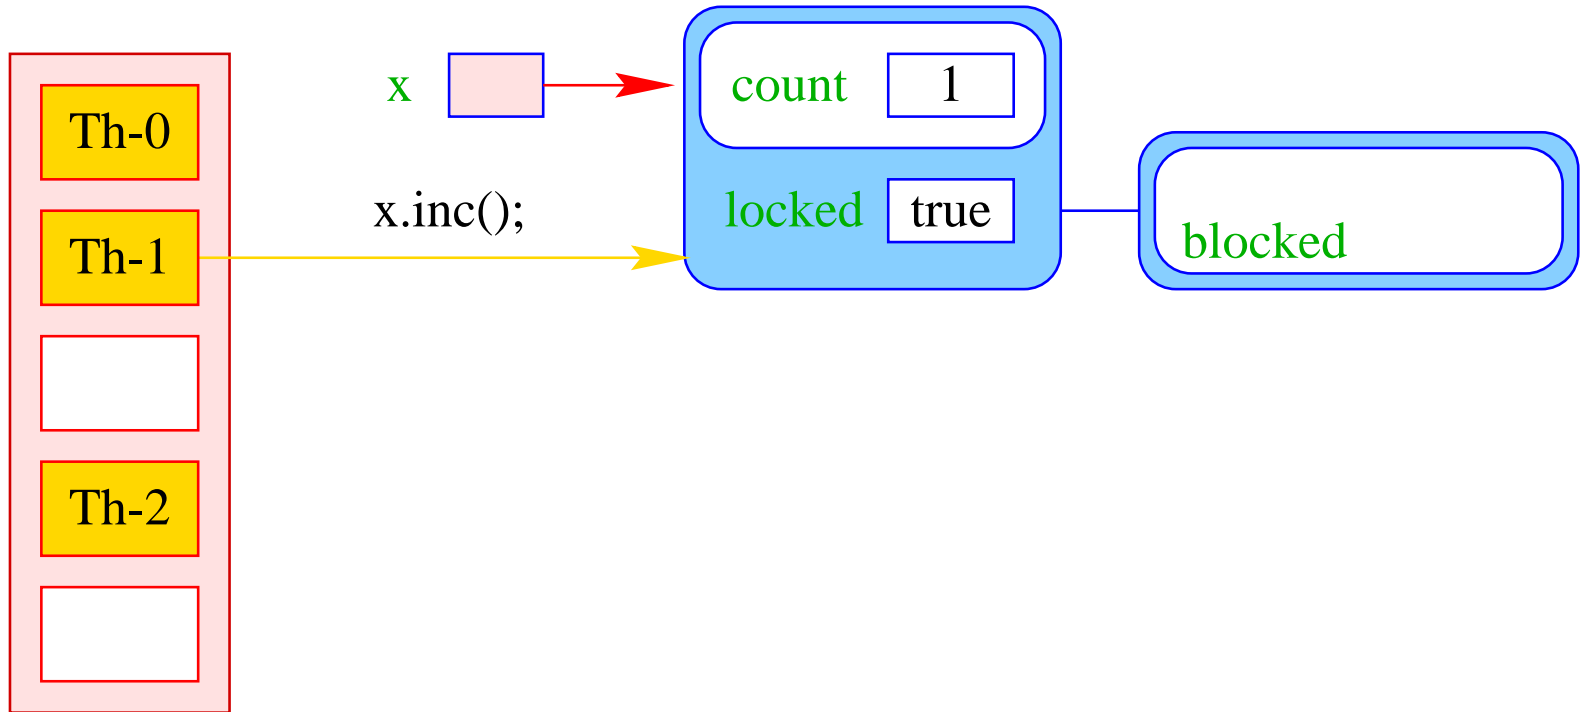 Th-0
Th-1
Th-2
x
x.inc();
count 1
locked true
blocked